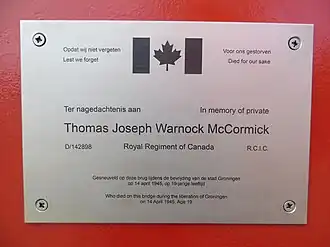 Opdat wij niet vergeten
Lest we forget
Voor ons gestorven
Died for our sake
Ter nagedachtenis aan
In memory of private
Thomas Joseph Warnock McCormick
D/142898
Royal Regiment of Canada
R.C.I.C.
Gesneuveld op deze brug tijdens de bevrijding van de stad Groningen
op 14 april 1945, op 19-jarige leeftijd
Who died on this bridge during the liberation of Groningen
on 14 April 1945, Age 19